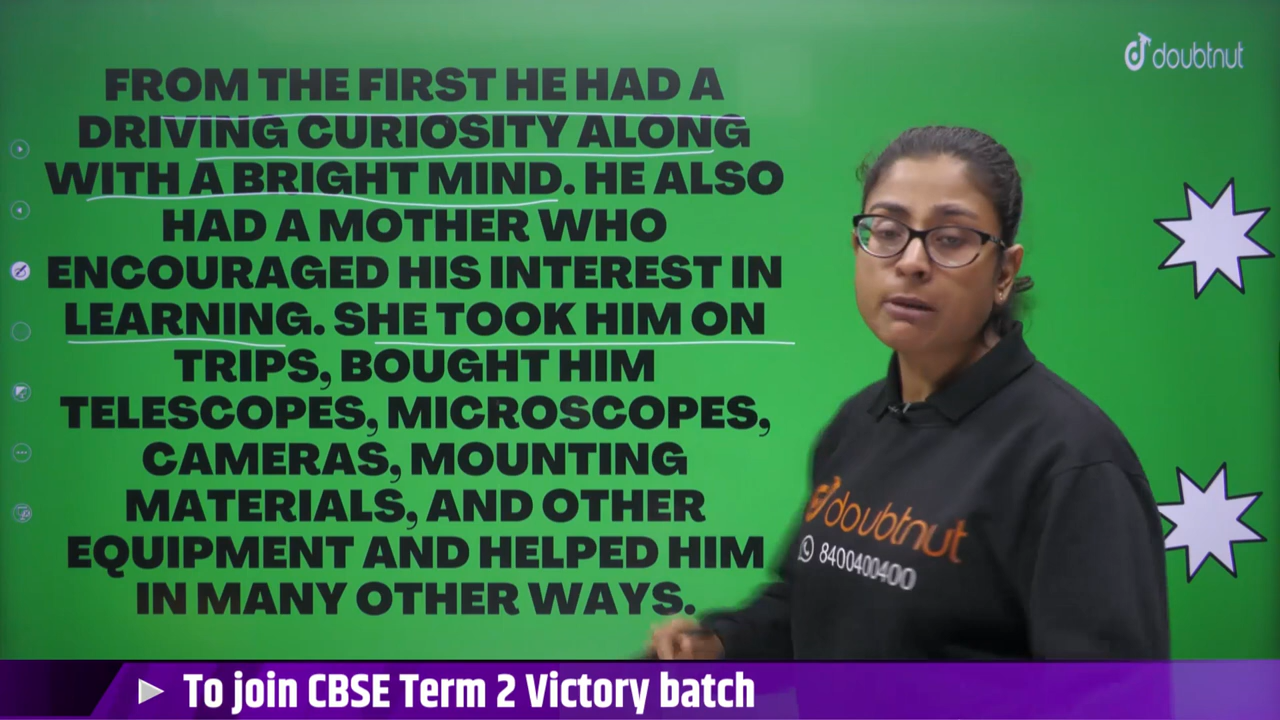 doubtnut
FROM THE FIRST HE HAD A
DRIVING CURIOSITY ALONG
WITH A BRIGHT MIND. HE ALSO
HAD A MOTHER WHO
ENCOURAGED HIS INTEREST IN
LEARNING. SHE TOOK HIM ON
TRIPS, BOUGHT HIM
TELESCOPES, MICROSCOPES,
CAMERAS, MOUNTING
MATERIALS, AND OTHER
EQUIPMENT AND HELPED HIM
IN MANY OTHER WAYS.
doubtnut
8400400400
To join CBSE Term 2 Victory batch